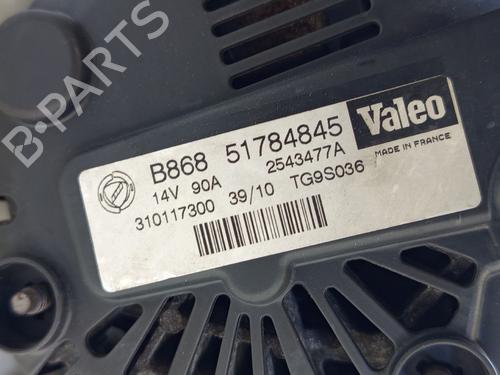 B-PARTS
B868 51784845
14V 90A 2543477A
310117300 39/10 TG9S036
Valeo
MADE IN FRANCE